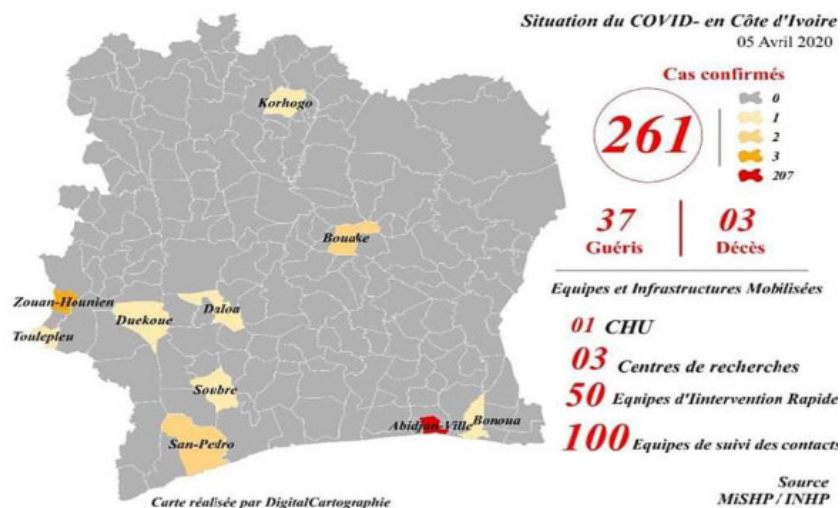 Situation du COVID- en Côte d'Ivoire
05 Avril 2020
Cas confirmés
261
0
1
2
3
207
37
Guéris
03
Décès
Equipes et Infrastructures Mobilisées
01 CHU
03 Centres de recherches
50 Equipes d'Iintervention Rapide
100 Equipes de suivi des contacts
Source
MiSHP / INHP
Korhogo
Bouake
Zouan-Hounien
Duekoue
Daloa
Toulepleu
Soubre
San-Pedro
Abidjan-Ville
Bonoua
Carte réalisée par DigitalCartographie